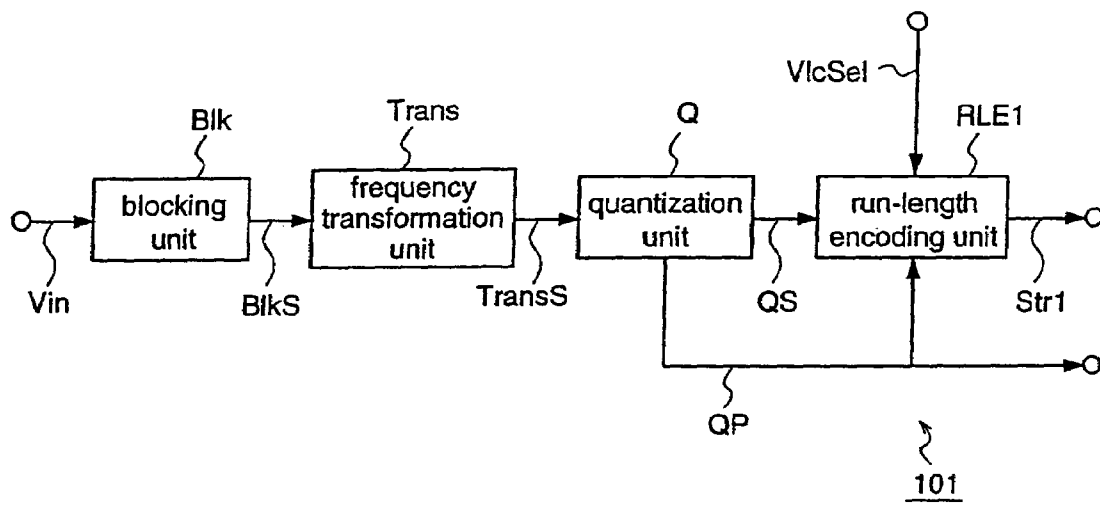 VlcSel
Blk
Trans
Q
RLE1
blocking
unit
frequency
transformation
unit
quantization
unit
run-length
encoding unit
Vin
BlkS
TransS
QS
Str1
QP
101